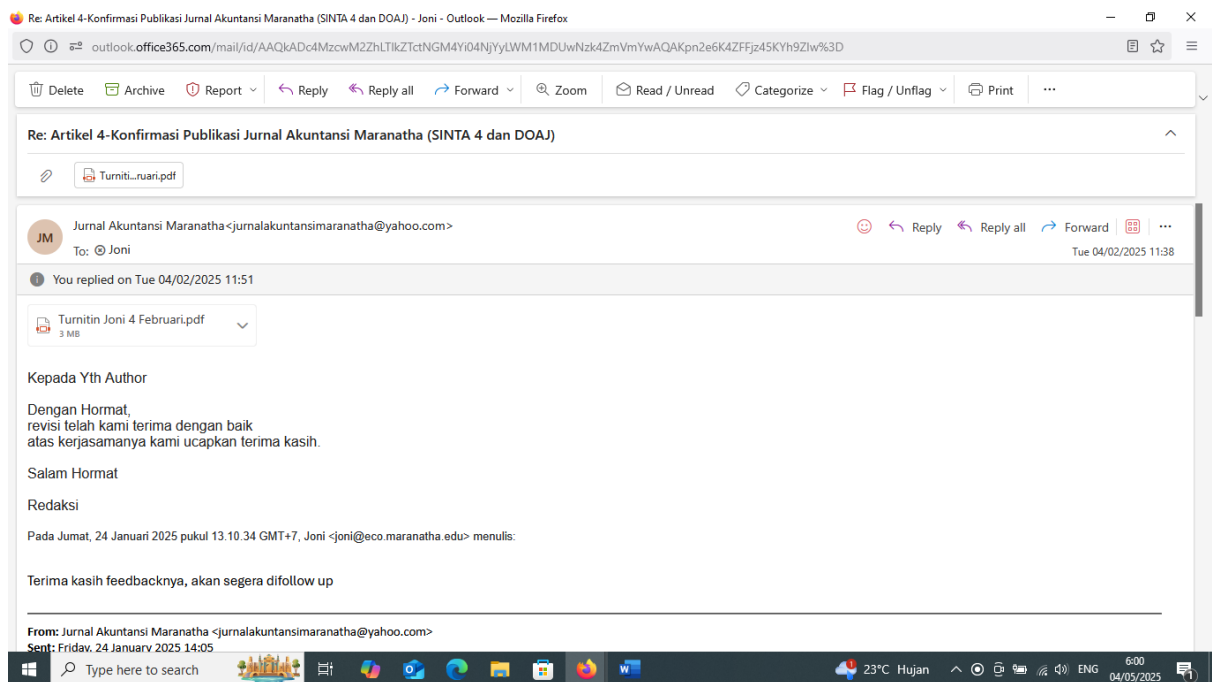 Re: Artikel 4-Konfirmasi Publikasi Jurnal Akuntansi Maranatha (SINTA 4 dan DOAJ) - Joni - Outlook — Mozilla Firefox
outlook.office365.com/mail/id/AAQkADc4MzcwM2ZhLTlkZTctNGM4Yi04NjYyLWM1MDUwNzk4ZmVmYwAQAKpn2e6K4ZFFjz45KYh9ZIw%3D
Delete Archive Report Reply Reply all Forward Zoom Read / Unread Categorize Flag / Unflag Print ...
Re: Artikel 4-Konfirmasi Publikasi Jurnal Akuntansi Maranatha (SINTA 4 dan DOAJ)
Turniti...ruari.pdf
JM
Jurnal Akuntansi Maranatha<jurnalakuntansimaranatha@yahoo.com>
Reply Reply all Forward ...
To: Joni
Tue 04/02/2025 11:38
You replied on Tue 04/02/2025 11:51
Turnitin Joni 4 Februari.pdf
3 MB
Kepada Yth Author
Dengan Hormat,
revisi telah kami terima dengan baik
atas kerjasamanya kami ucapkan terima kasih.
Salam Hormat
Redaksi
Pada Jumat, 24 Januari 2025 pukul 13.10.34 GMT+7, Joni <joni@eco.maranatha.edu> menulis:
Terima kasih feedbacknya, akan segera difollow up
From: Jurnal Akuntansi Maranatha <jurnalakuntansimaranatha@yahoo.com>
Sent: Friday, 24 January 2025 14:05
Type here to search
23°C Hujan
ENG
6:00
04/05/2025